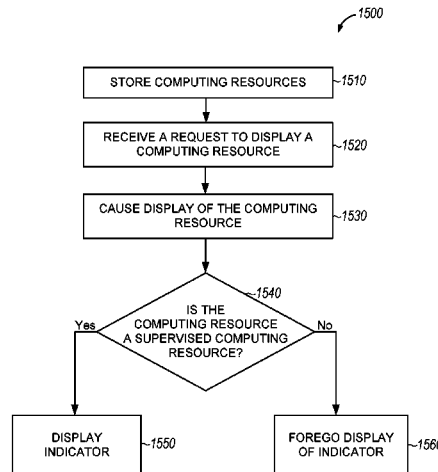 1500
STORE COMPUTING RESOURCES
1510
RECEIVE A REQUEST TO DISPLAY A
COMPUTING RESOURCE
1520
CAUSE DISPLAY OF THE COMPUTING
RESOURCE
1530
1540
IS THE
COMPUTING RESOURCE
A SUPERVISED COMPUTING
RESOURCE?
Yes
No
DISPLAY
INDICATOR
1550
FOREGO DISPLAY
OF INDICATOR
1560